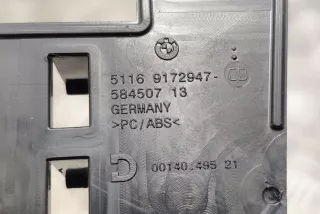 5116 9172947-
584507 13
GERMANY
>PC/ABS<
D 00140.495 21